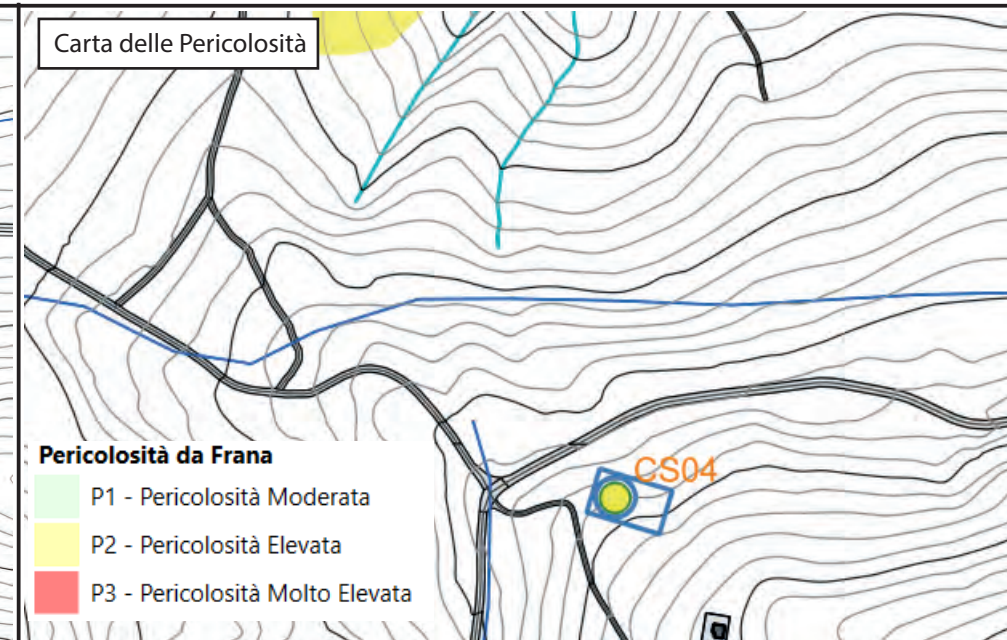 Carta delle Pericolosità
CS04
Pericolosità da Frana
P1 - Pericolosità Moderata
P2 - Pericolosità Elevata
P3 - Pericolosità Molto Elevata